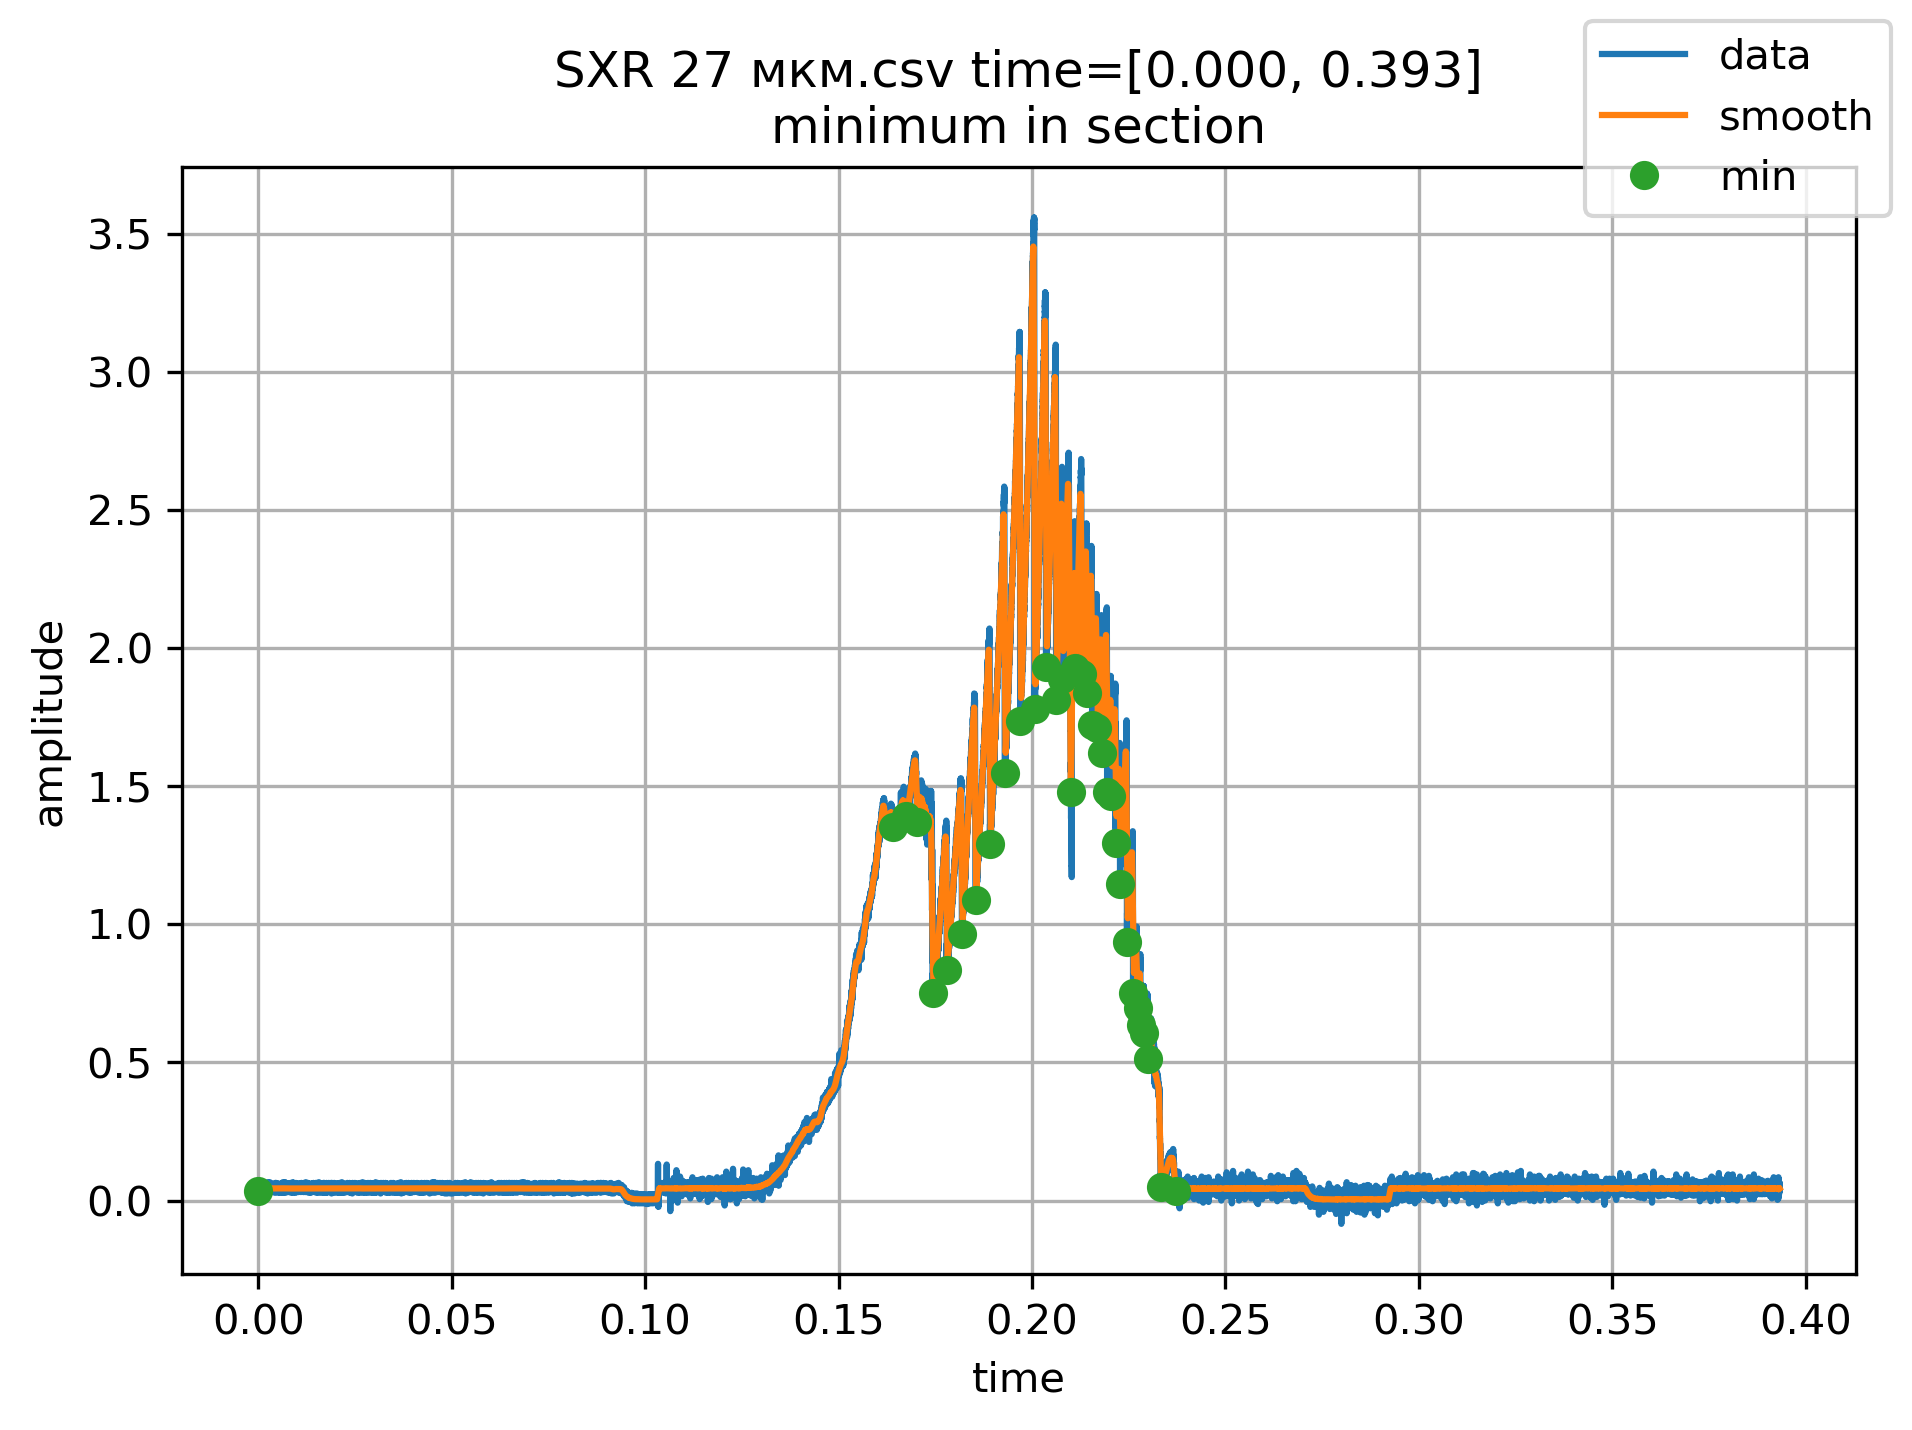 SXR 27 мкм.csv time=[0.000, 0.393]
minimum in section
data
smooth
min
amplitude
3.5
3.0
2.5
2.0
1.5
1.0
0.5
0.0
0.00 0.05 0.10 0.15 0.20 0.25 0.30 0.35 0.40
time